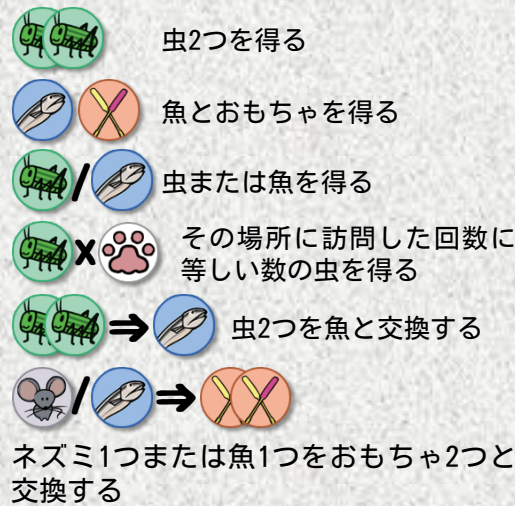 虫2つを得る
魚とおもちゃを得る
/ 虫または魚を得る
x その場所に訪問した回数に
等しい数の虫を得る
⇒ 虫2つを魚と交換する
/ ⇒
ネズミ1つまたは魚1つをおもちゃ2つと
交換する